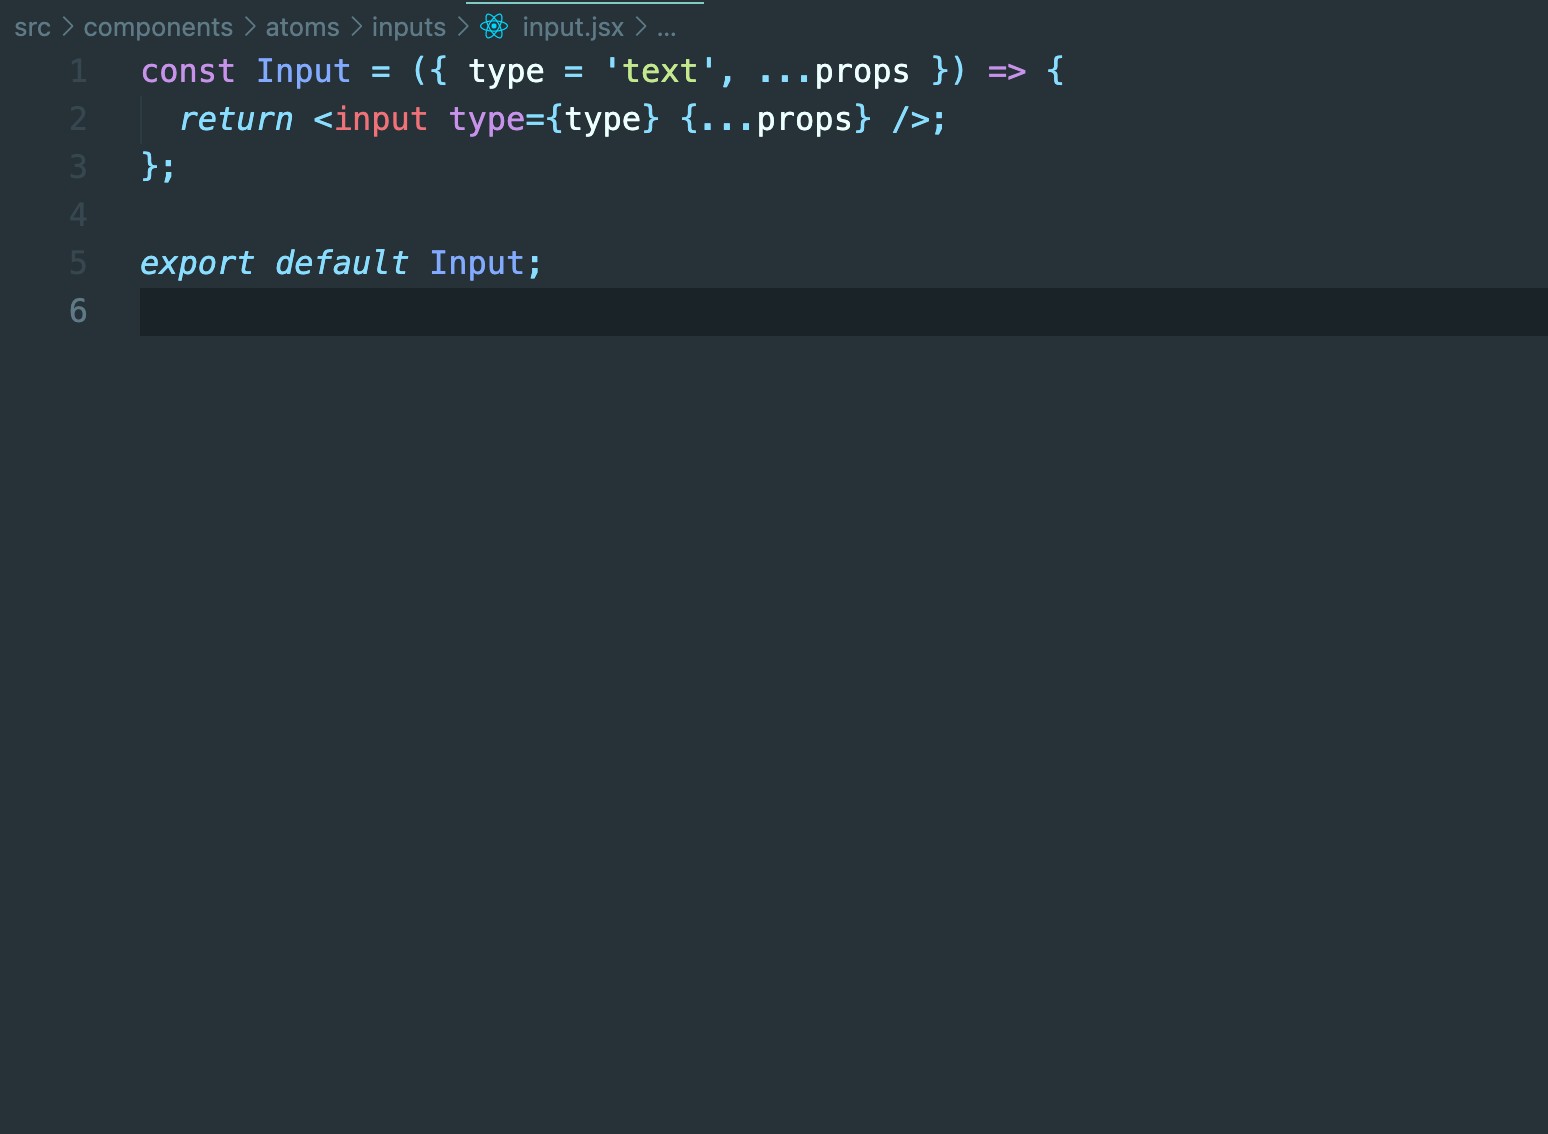 src > components > atoms > inputs > input.jsx > ...
1 const Input = ({ type = 'text', ...props }) => {
2   return <input type={type} {...props} />;
3 };
4
5 export default Input;
6